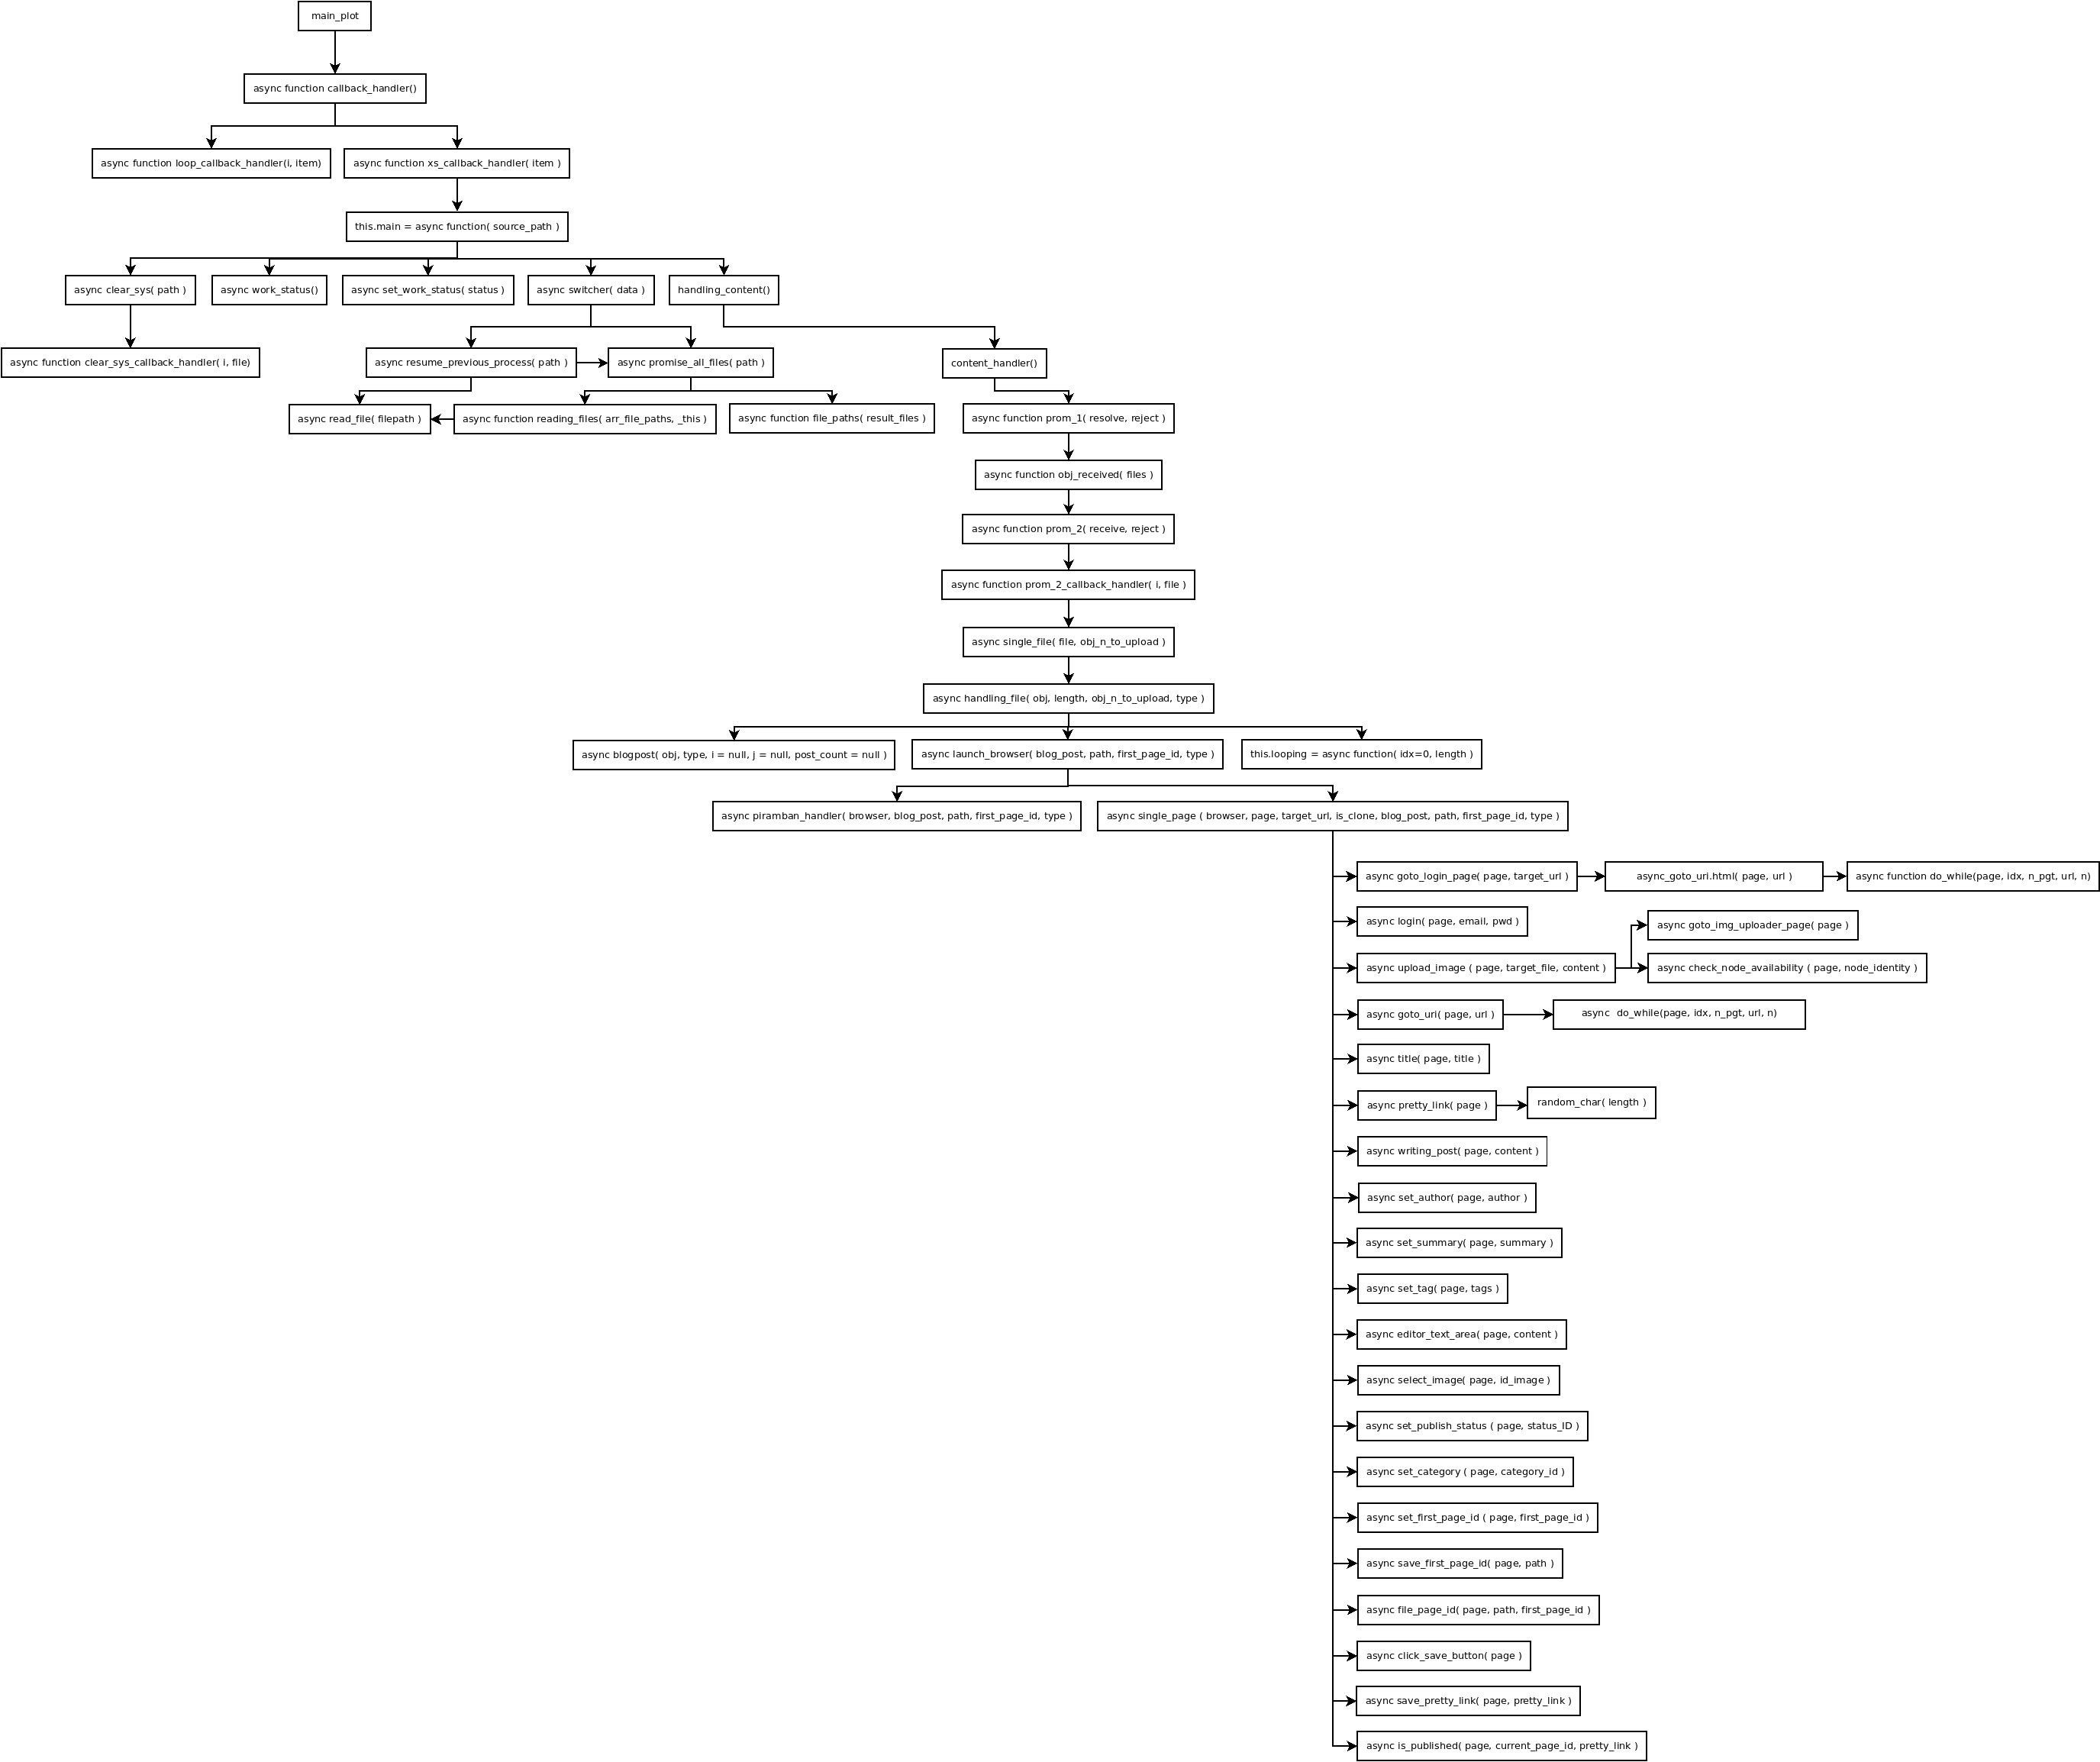 main_plot
async function callback_handler()
async function loop_callback_handler(i, item)
async function xs_callback_handler( item )
this.main = async function( source_path )
async clear_sys( path )
async work_status()
async set_work_status( status )
async switcher( data )
handling_content()
async function clear_sys_callback_handler( i, file)
async resume_previous_process( path )
async promise_all_files( path )
content_handler()
async read_file( filepath )
async function reading_files( arr_file_paths, _this )
async function file_paths( result_files )
async function prom_1( resolve, reject )
async function obj_received( files )
async function prom_2( receive, reject )
async function prom_2_callback_handler( i, file )
async single_file( file, obj_n_to_upload )
async handling_file( obj, length, obj_n_to_upload, type )
async blogpost( obj, type, i = null, j = null, post_count = null )
async launch_browser( blog_post, path, first_page_id, type )
this.looping = async function( idx=0, length )
async piramban_handler( browser, blog_post, path, first_page_id, type )
async single_page ( browser, page, target_url, is_clone, blog_post, path, first_page_id, type )
async goto_login_page( page, target_url )
async_goto_uri.html( page, url )
async function do_while(page, idx, n_pgt, url, n)
async login( page, email, pwd )
async goto_img_uploader_page( page )
async upload_image ( page, target_file, content )
async check_node_availability ( page, node_identity )
async goto_uri( page, url )
async  do_while(page, idx, n_pgt, url, n)
async title( page, title )
async pretty_link( page )
random_char( length )
async writing_post( page, content )
async set_author( page, author )
async set_summary( page, summary )
async set_tag( page, tags )
async editor_text_area( page, content )
async select_image( page, id_image )
async set_publish_status ( page, status_ID )
async set_category ( page, category_id )
async set_first_page_id ( page, first_page_id )
async save_first_page_id( page, path )
async file_page_id( page, path, first_page_id )
async click_save_button( page )
async save_pretty_link( page, pretty_link )
async is_published( page, current_page_id, pretty_link )